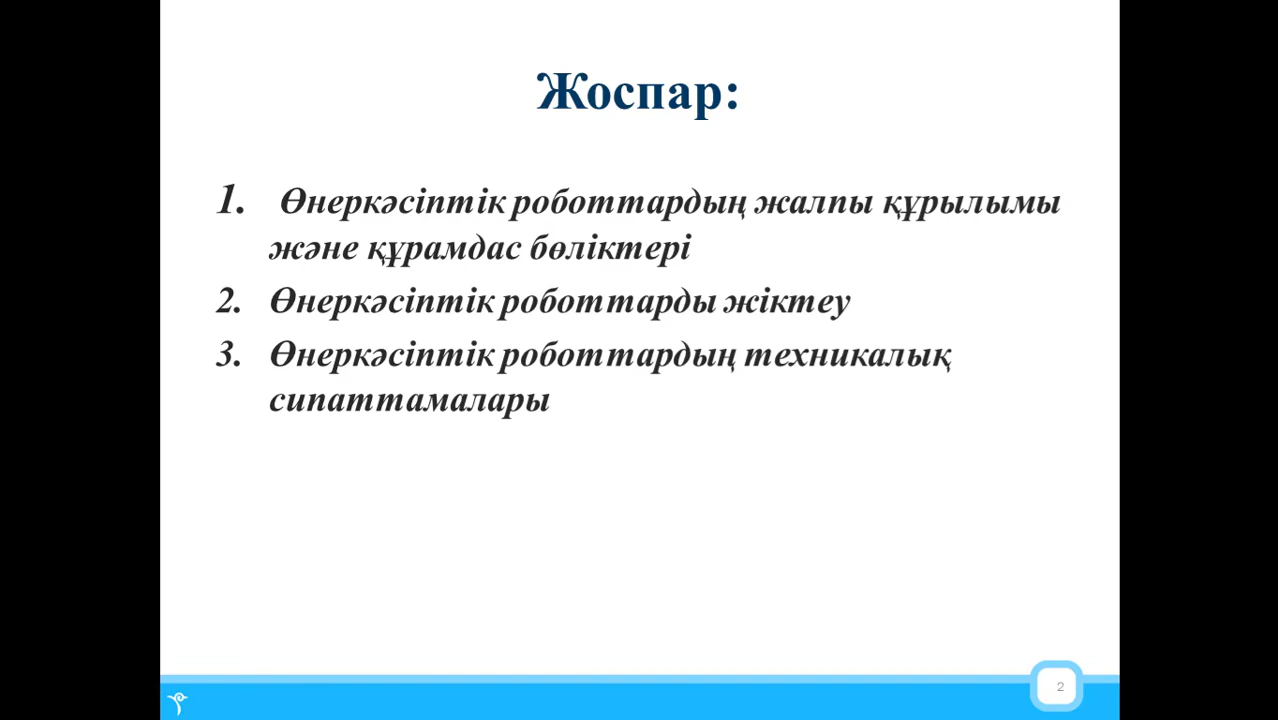 Жоспар:
1. Өнеркәсіптік роботтардың жалпы құрылымы
және құрамдас бөліктері
2. Өнеркәсіптік роботтарды жіктеу
3. Өнеркәсіптік роботтардың техникалық
сипаттамалары
2